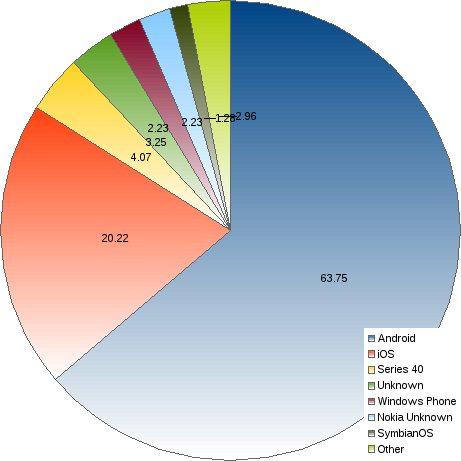 2.23
2.23
1.28
2.96
3.25
4.07
20.22
63.75
Android
iOS
Series 40
Unknown
Windows Phone
Nokia Unknown
SymbianOS
Other